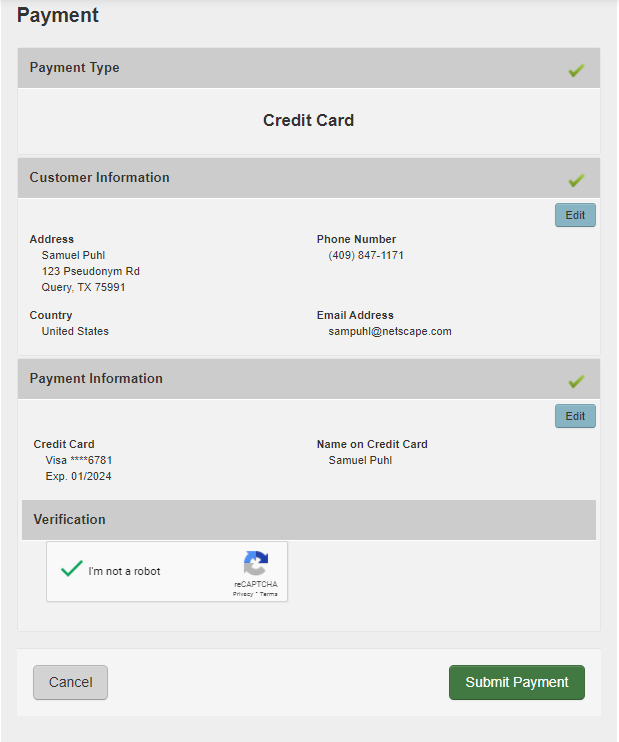 Payment
Payment Type
Credit Card
Customer Information
Edit
Address
Samuel Puhl
123 Pseudonym Rd
Query, TX 75991
Phone Number
(409) 847-1171
Country
United States
Email Address
sampuhl@netscape.com
Payment Information
Edit
Credit Card
Visa ****6781
Exp. 01/2024
Name on Credit Card
Samuel Puhl
Verification
I'm not a robot
reCAPTCHA
Privacy - Terms
Cancel
Submit Payment